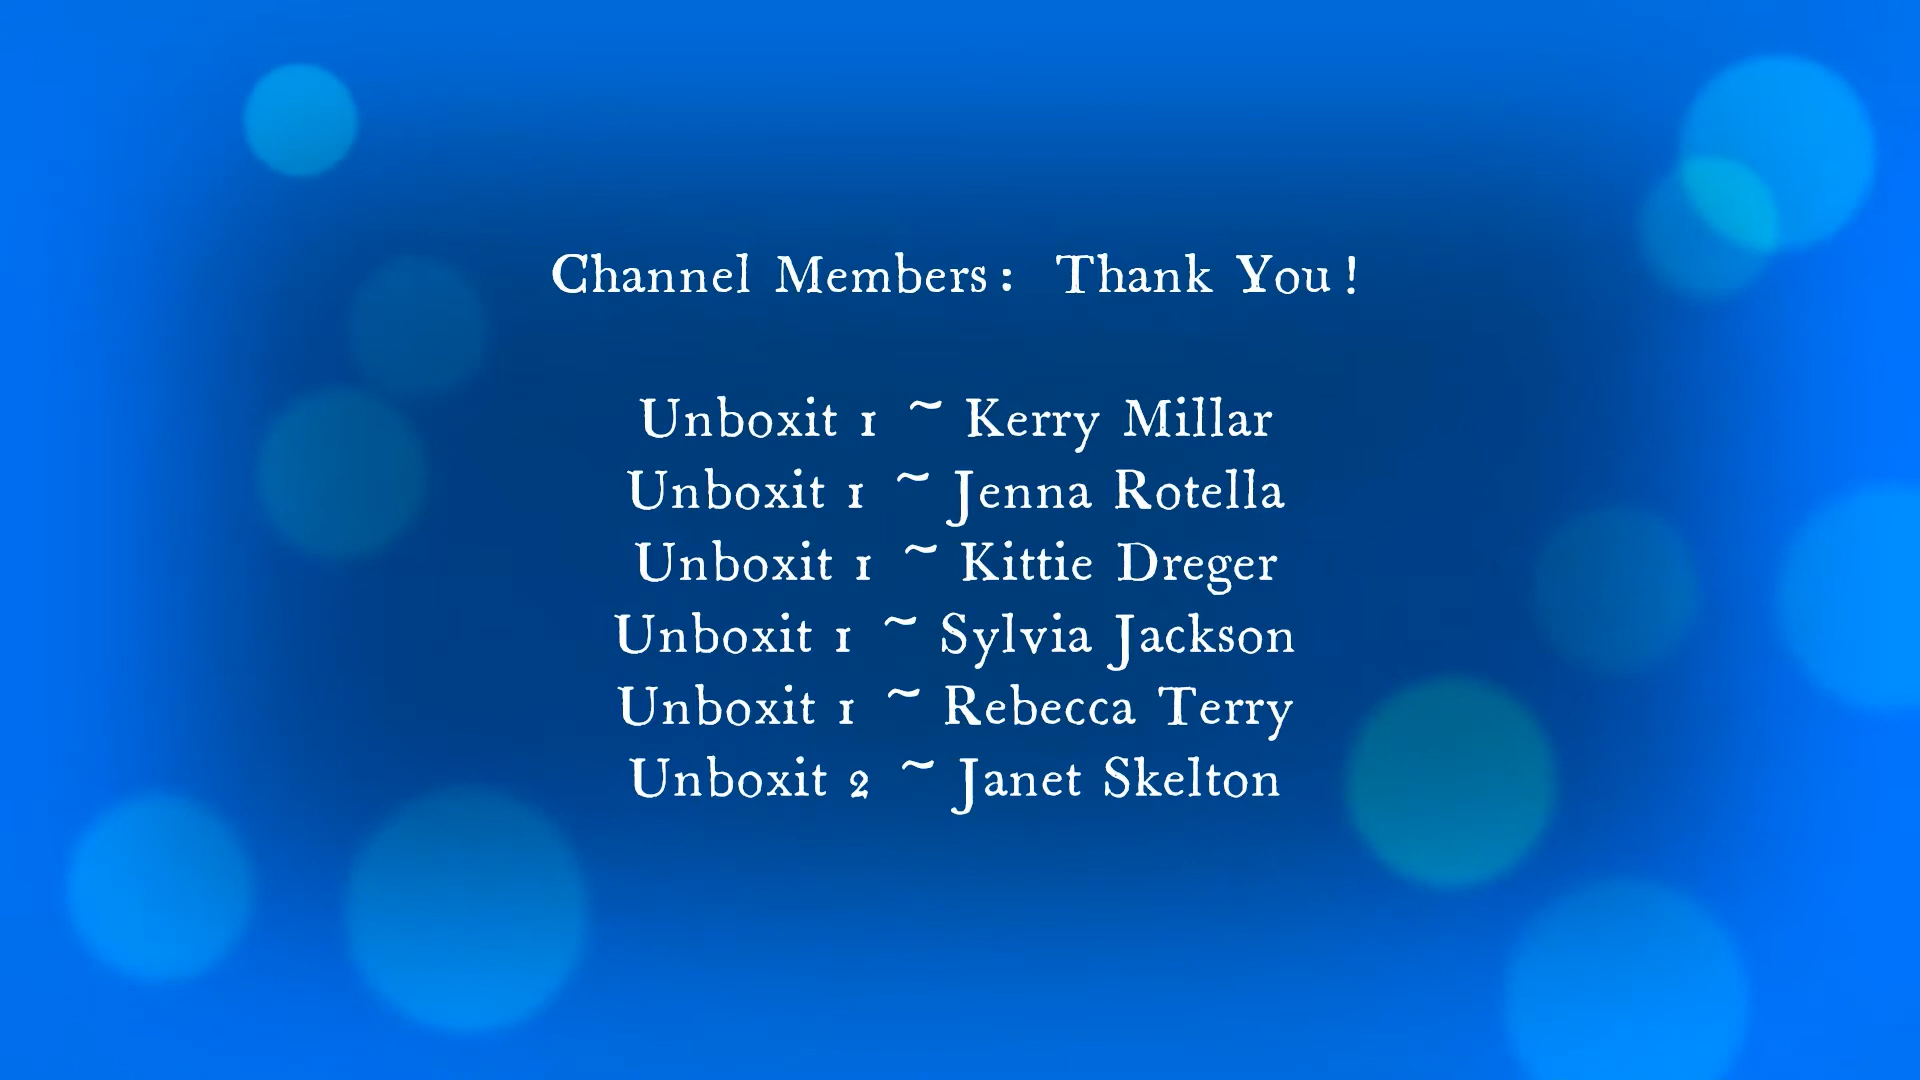 Channel Members: Thank You!
Unboxit 1 ~ Kerry Millar
Unboxit 1 ~ Jenna Rotella
Unboxit 1 ~ Kittie Dreger
Unboxit 1 ~ Sylvia Jackson
Unboxit 1 ~ Rebecca Terry
Unboxit 2 ~ Janet Skelton